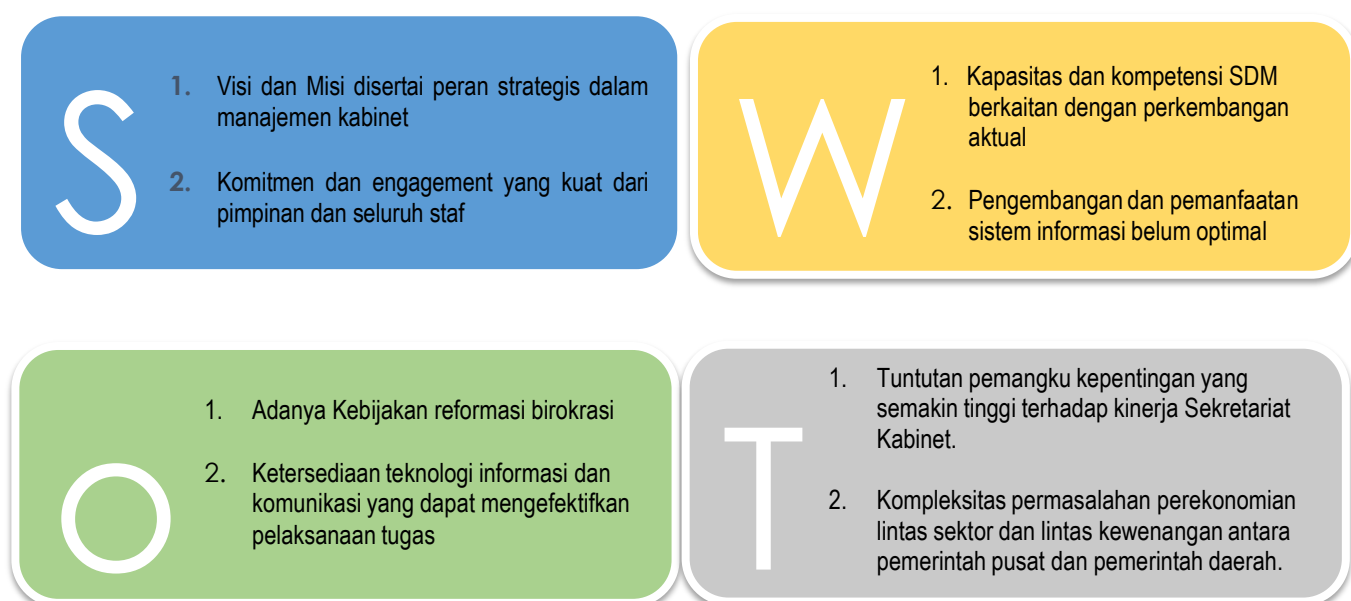 S
1. Visi dan Misi disertai peran strategis dalam
manajemen kabinet
2. Komitmen dan engagement yang kuat dari
pimpinan dan seluruh staf
W
1. Kapasitas dan kompetensi SDM
berkaitan dengan perkembangan
aktual
2. Pengembangan dan pemanfaatan
sistem informasi belum optimal
O
1. Adanya Kebijakan reformasi birokrasi
2. Ketersediaan teknologi informasi dan
komunikasi yang dapat mengefektifkan
pelaksanaan tugas
T
1. Tuntutan pemangku kepentingan yang
semakin tinggi terhadap kinerja Sekretariat
Kabinet.
2. Kompleksitas permasalahan perekonomian
lintas sektor dan lintas kewenangan antara
pemerintah pusat dan pemerintah daerah.